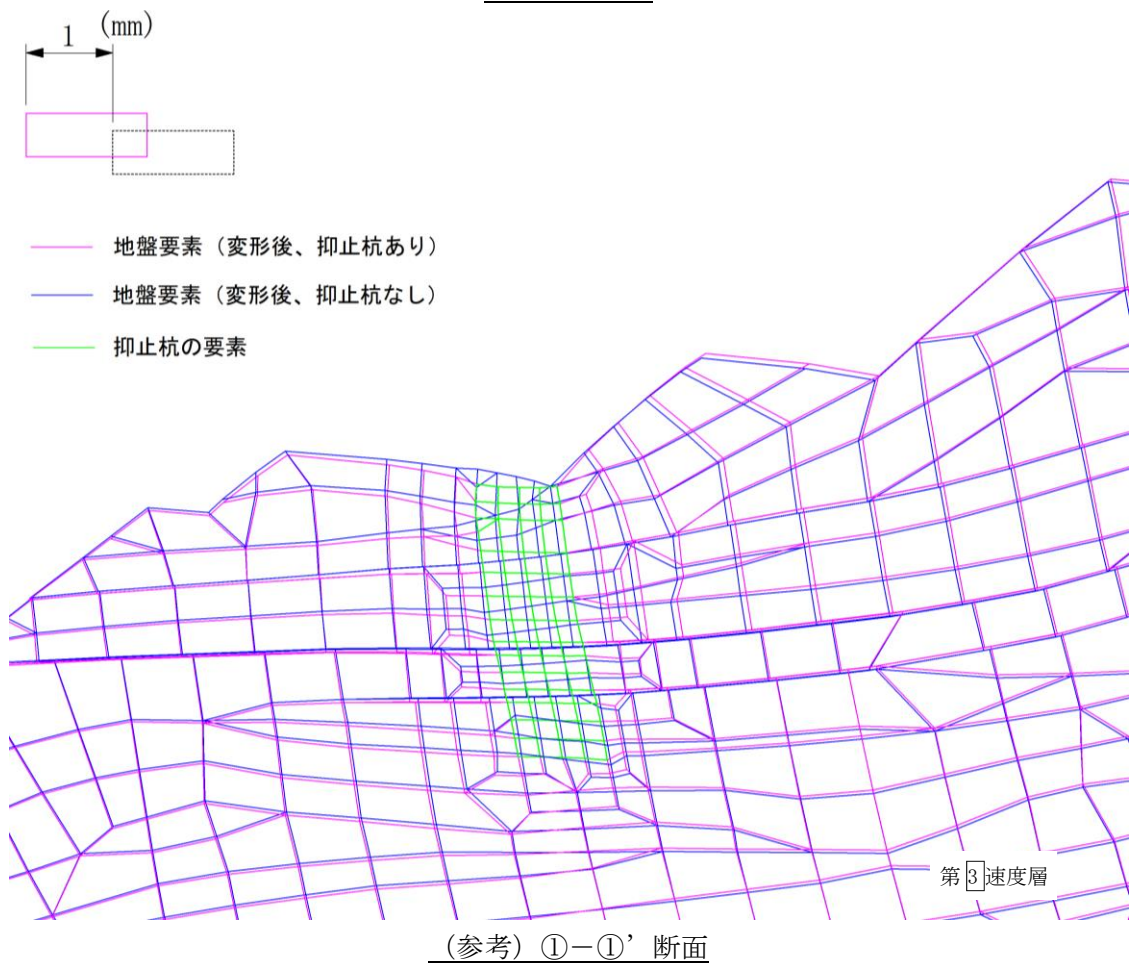 1 (mm)
地盤要素（変形後、抑止杭あり）
地盤要素（変形後、抑止杭なし）
抑止杭の要素
第3速度層
(参考) ①－①’断面